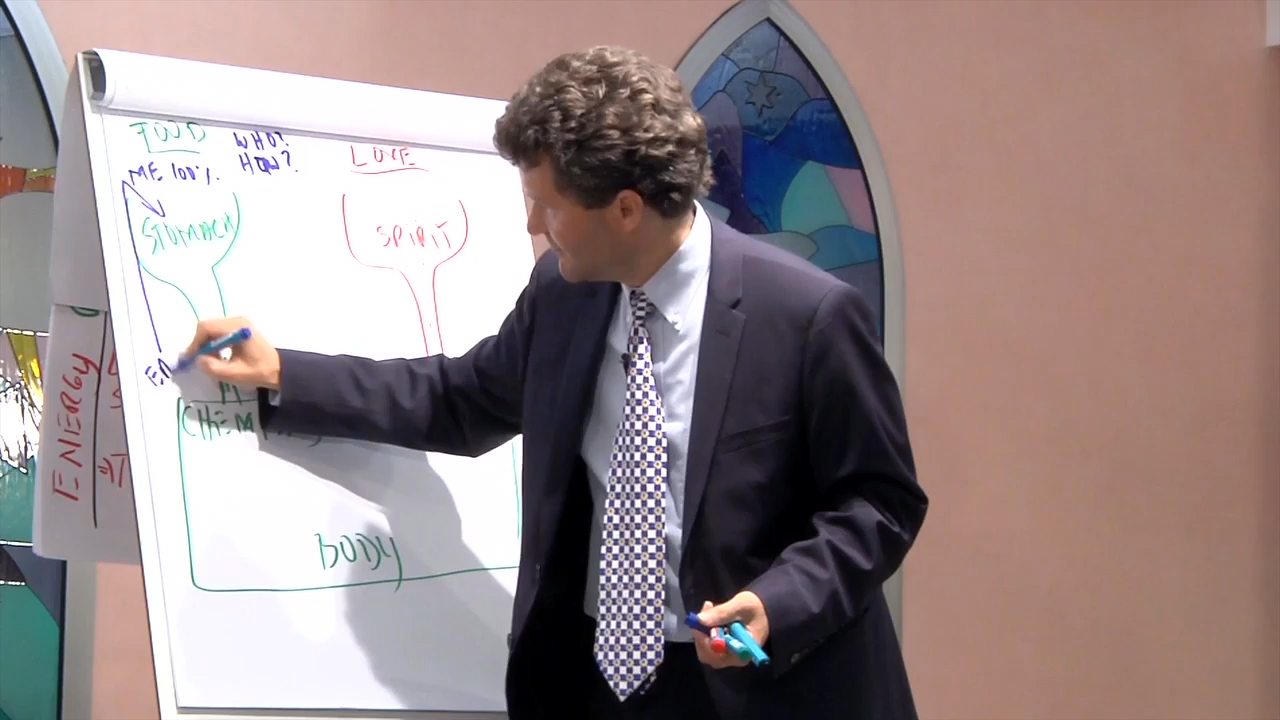 FOOD
WHO?
ME 100%
HOW?
LOVE
STOMACH
SPIRIT
BODY
ENERGY